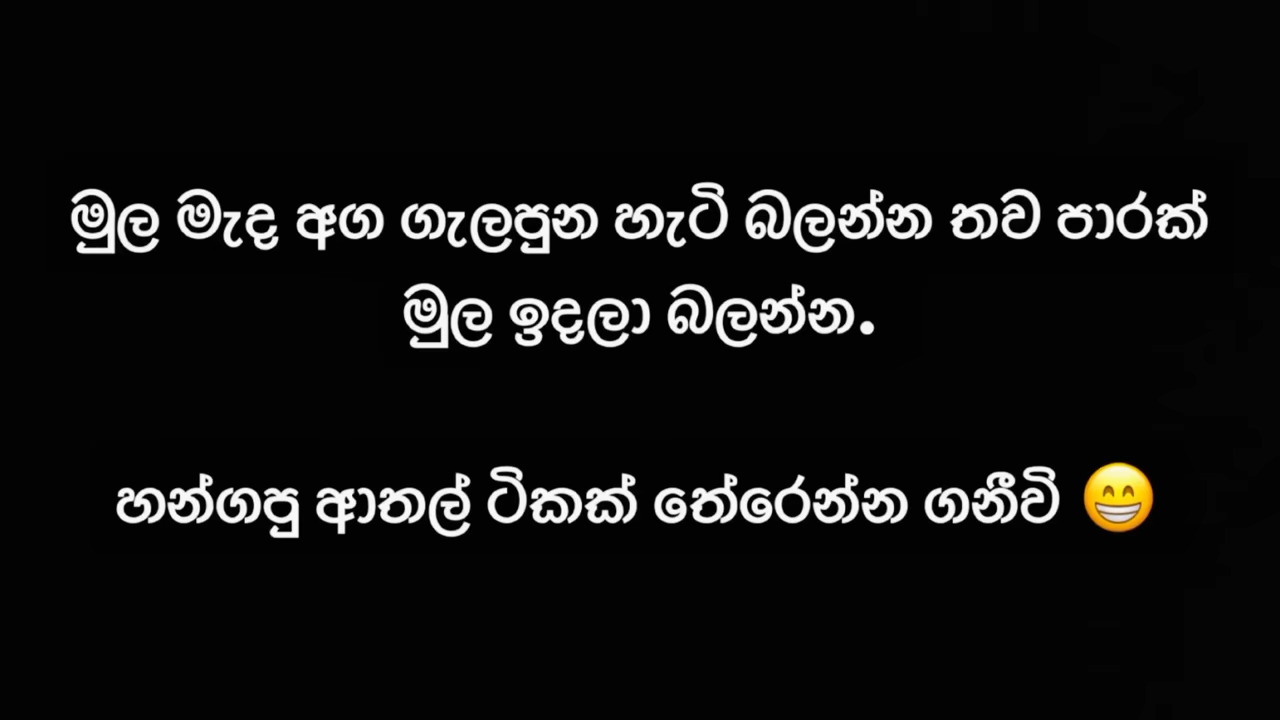 මුල මැද අග ගැලපුන හැටි බලන්න තව පාරක්
මුල ඉදලා බලන්න.
හන්ගපු ආතල් ටිකක් තේරෙන්න ගනීවි 😁